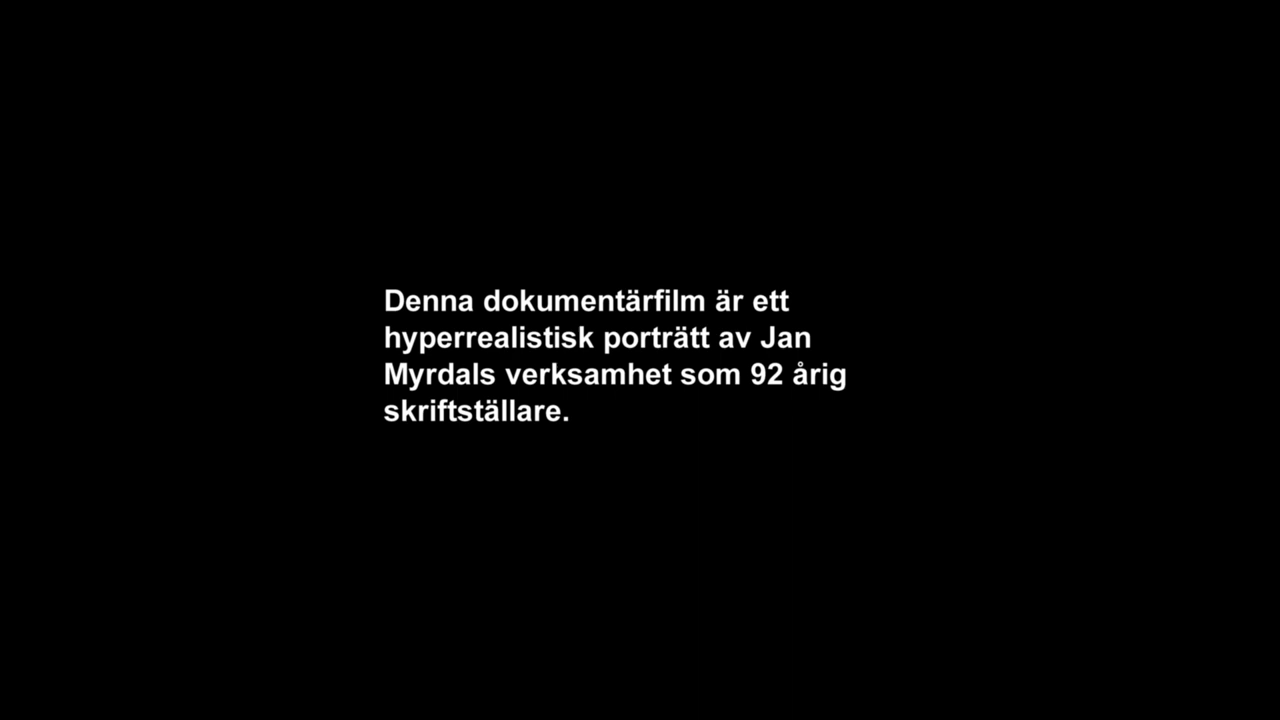 Denna dokumentärfilm är ett
hyperrealistisk porträtt av Jan
Myrdals verksamhet som 92 årig
skriftställare.